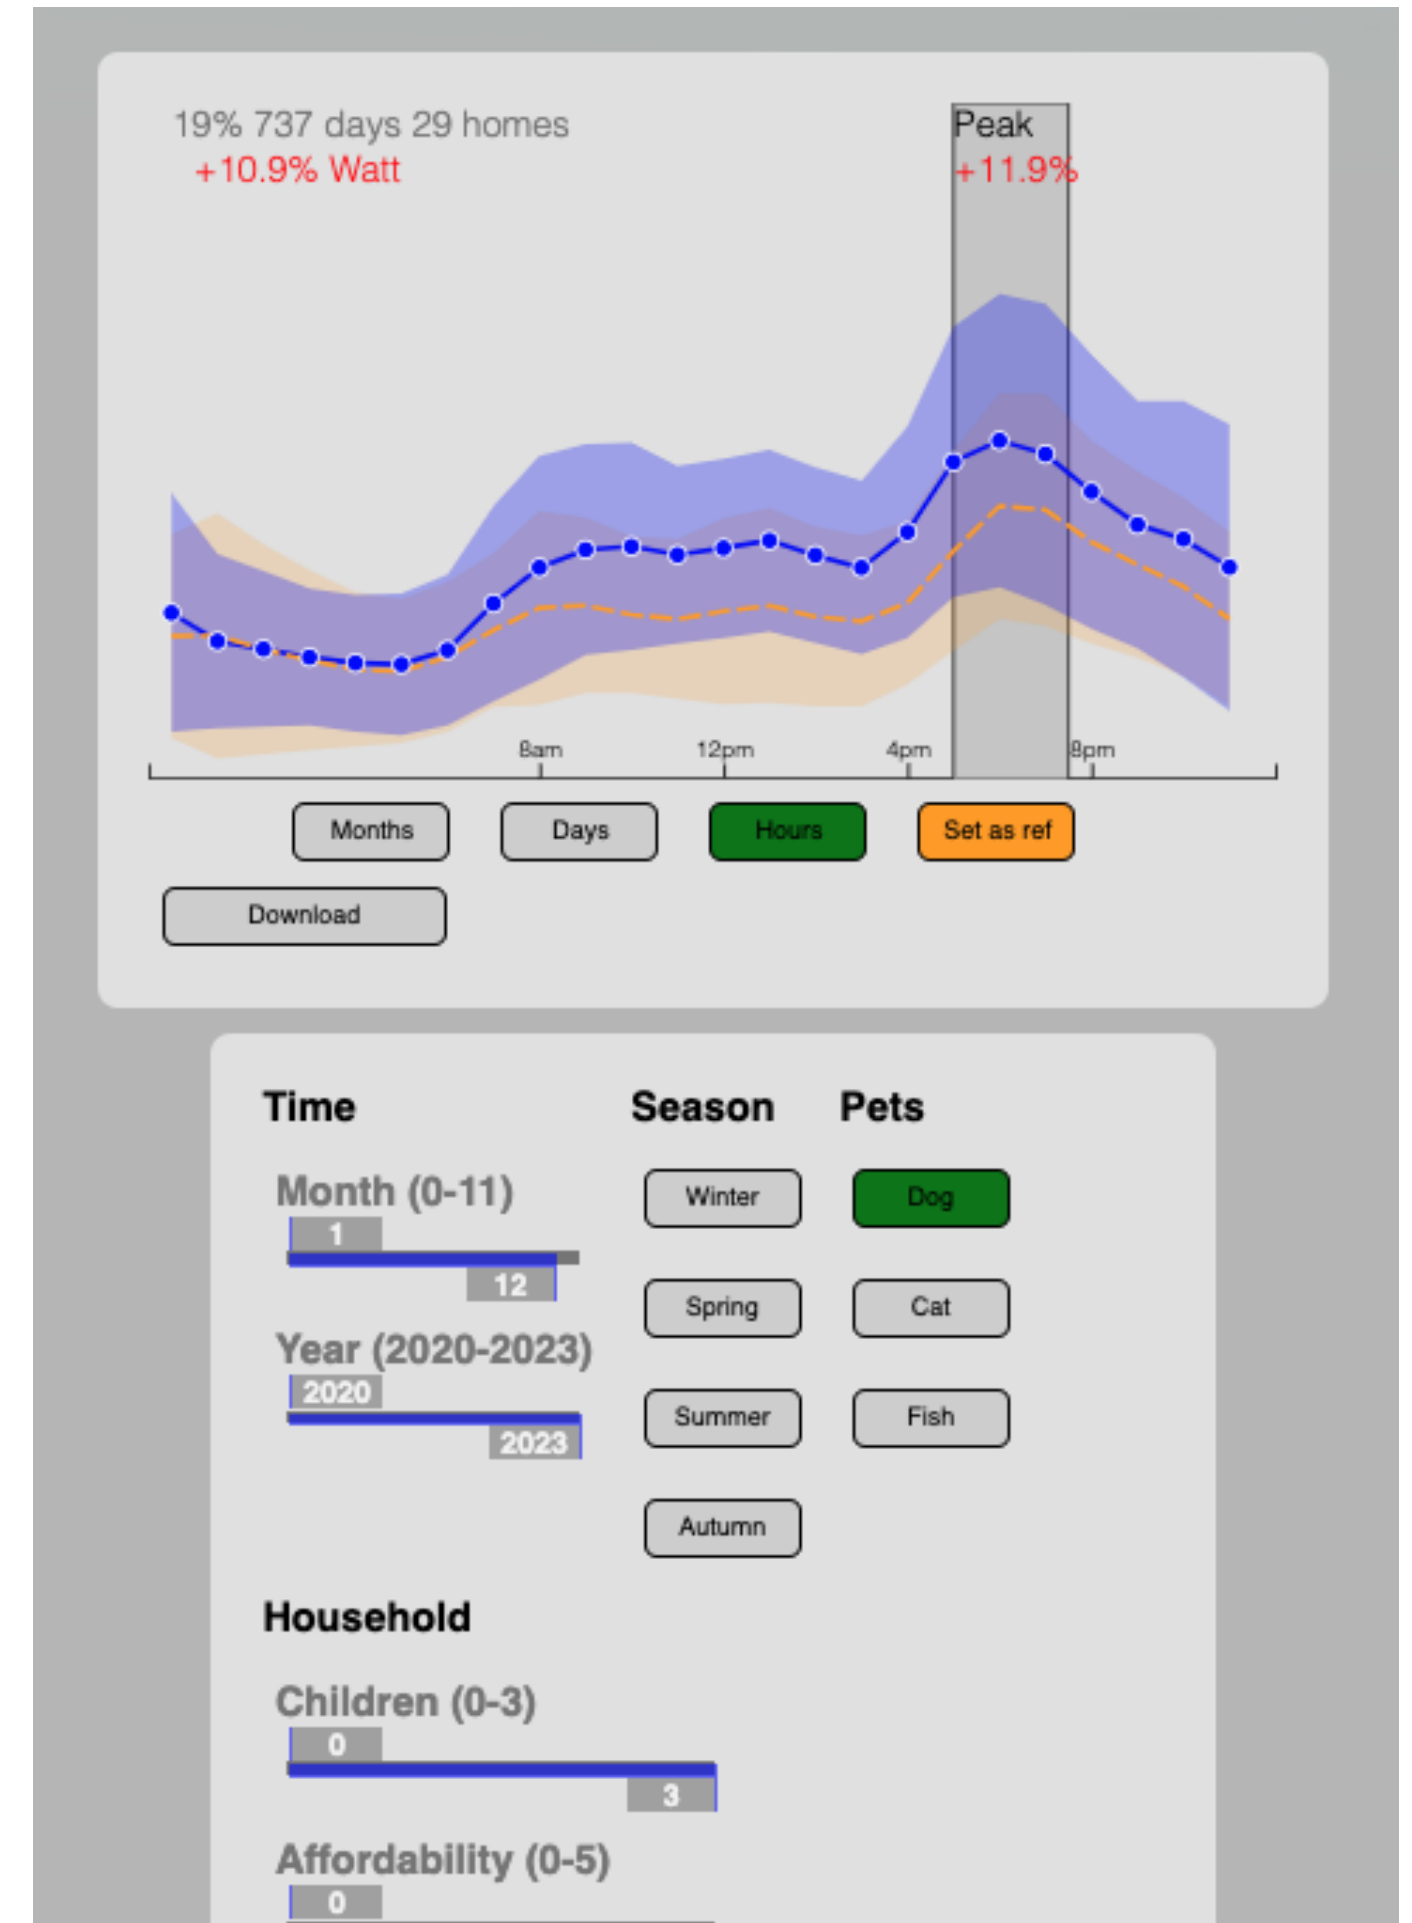 19% 737 days 29 homes
+10.9% Watt
Peak
+11.9%
8am 12pm 4pm 8pm
Months Days Hours Set as ref
Download
Time Season Pets
Month (0-11)
1
12
Winter Dog
Spring Cat
Year (2020-2023)
2020
2023
Summer Fish
Autumn
Household
Children (0-3)
0
3
Affordability (0-5)
0